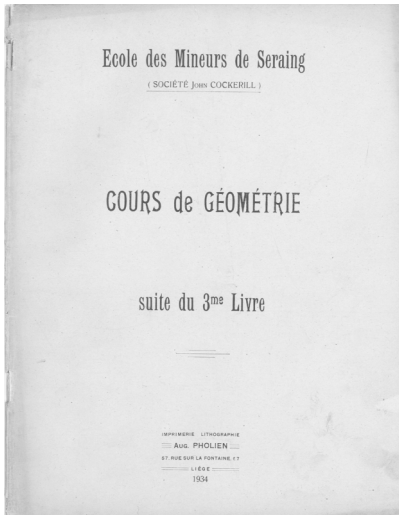 Ecole des Mineurs de Seraing
( SOCIÉTÉ JOHN COCKERILL )
COURS de GÉOMÉTRIE
suite du 3me Livre
IMPRIMERIE LITHOGRAPHIE
AUG. PHOLIEN
57, RUE SUR LA FONTAINE, 57
LIÉGE
1934